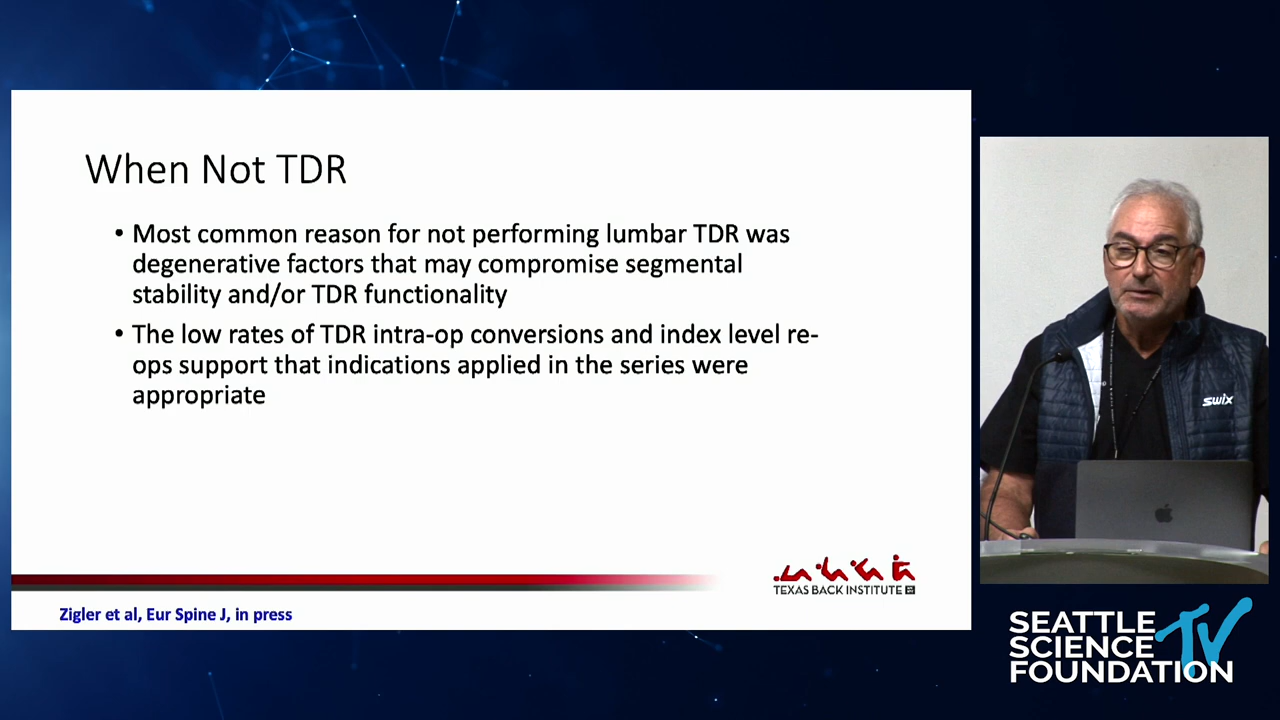 When Not TDR
• Most common reason for not performing lumbar TDR was
degenerative factors that may compromise segmental
stability and/or TDR functionality
• The low rates of TDR intra-op conversions and index level re-
ops support that indications applied in the series were
appropriate
TEXAS BACK INSTITUTE
Zigler et al, Eur Spine J, in press
swix
SEATTLE
SCIENCE
FOUNDATION
TV